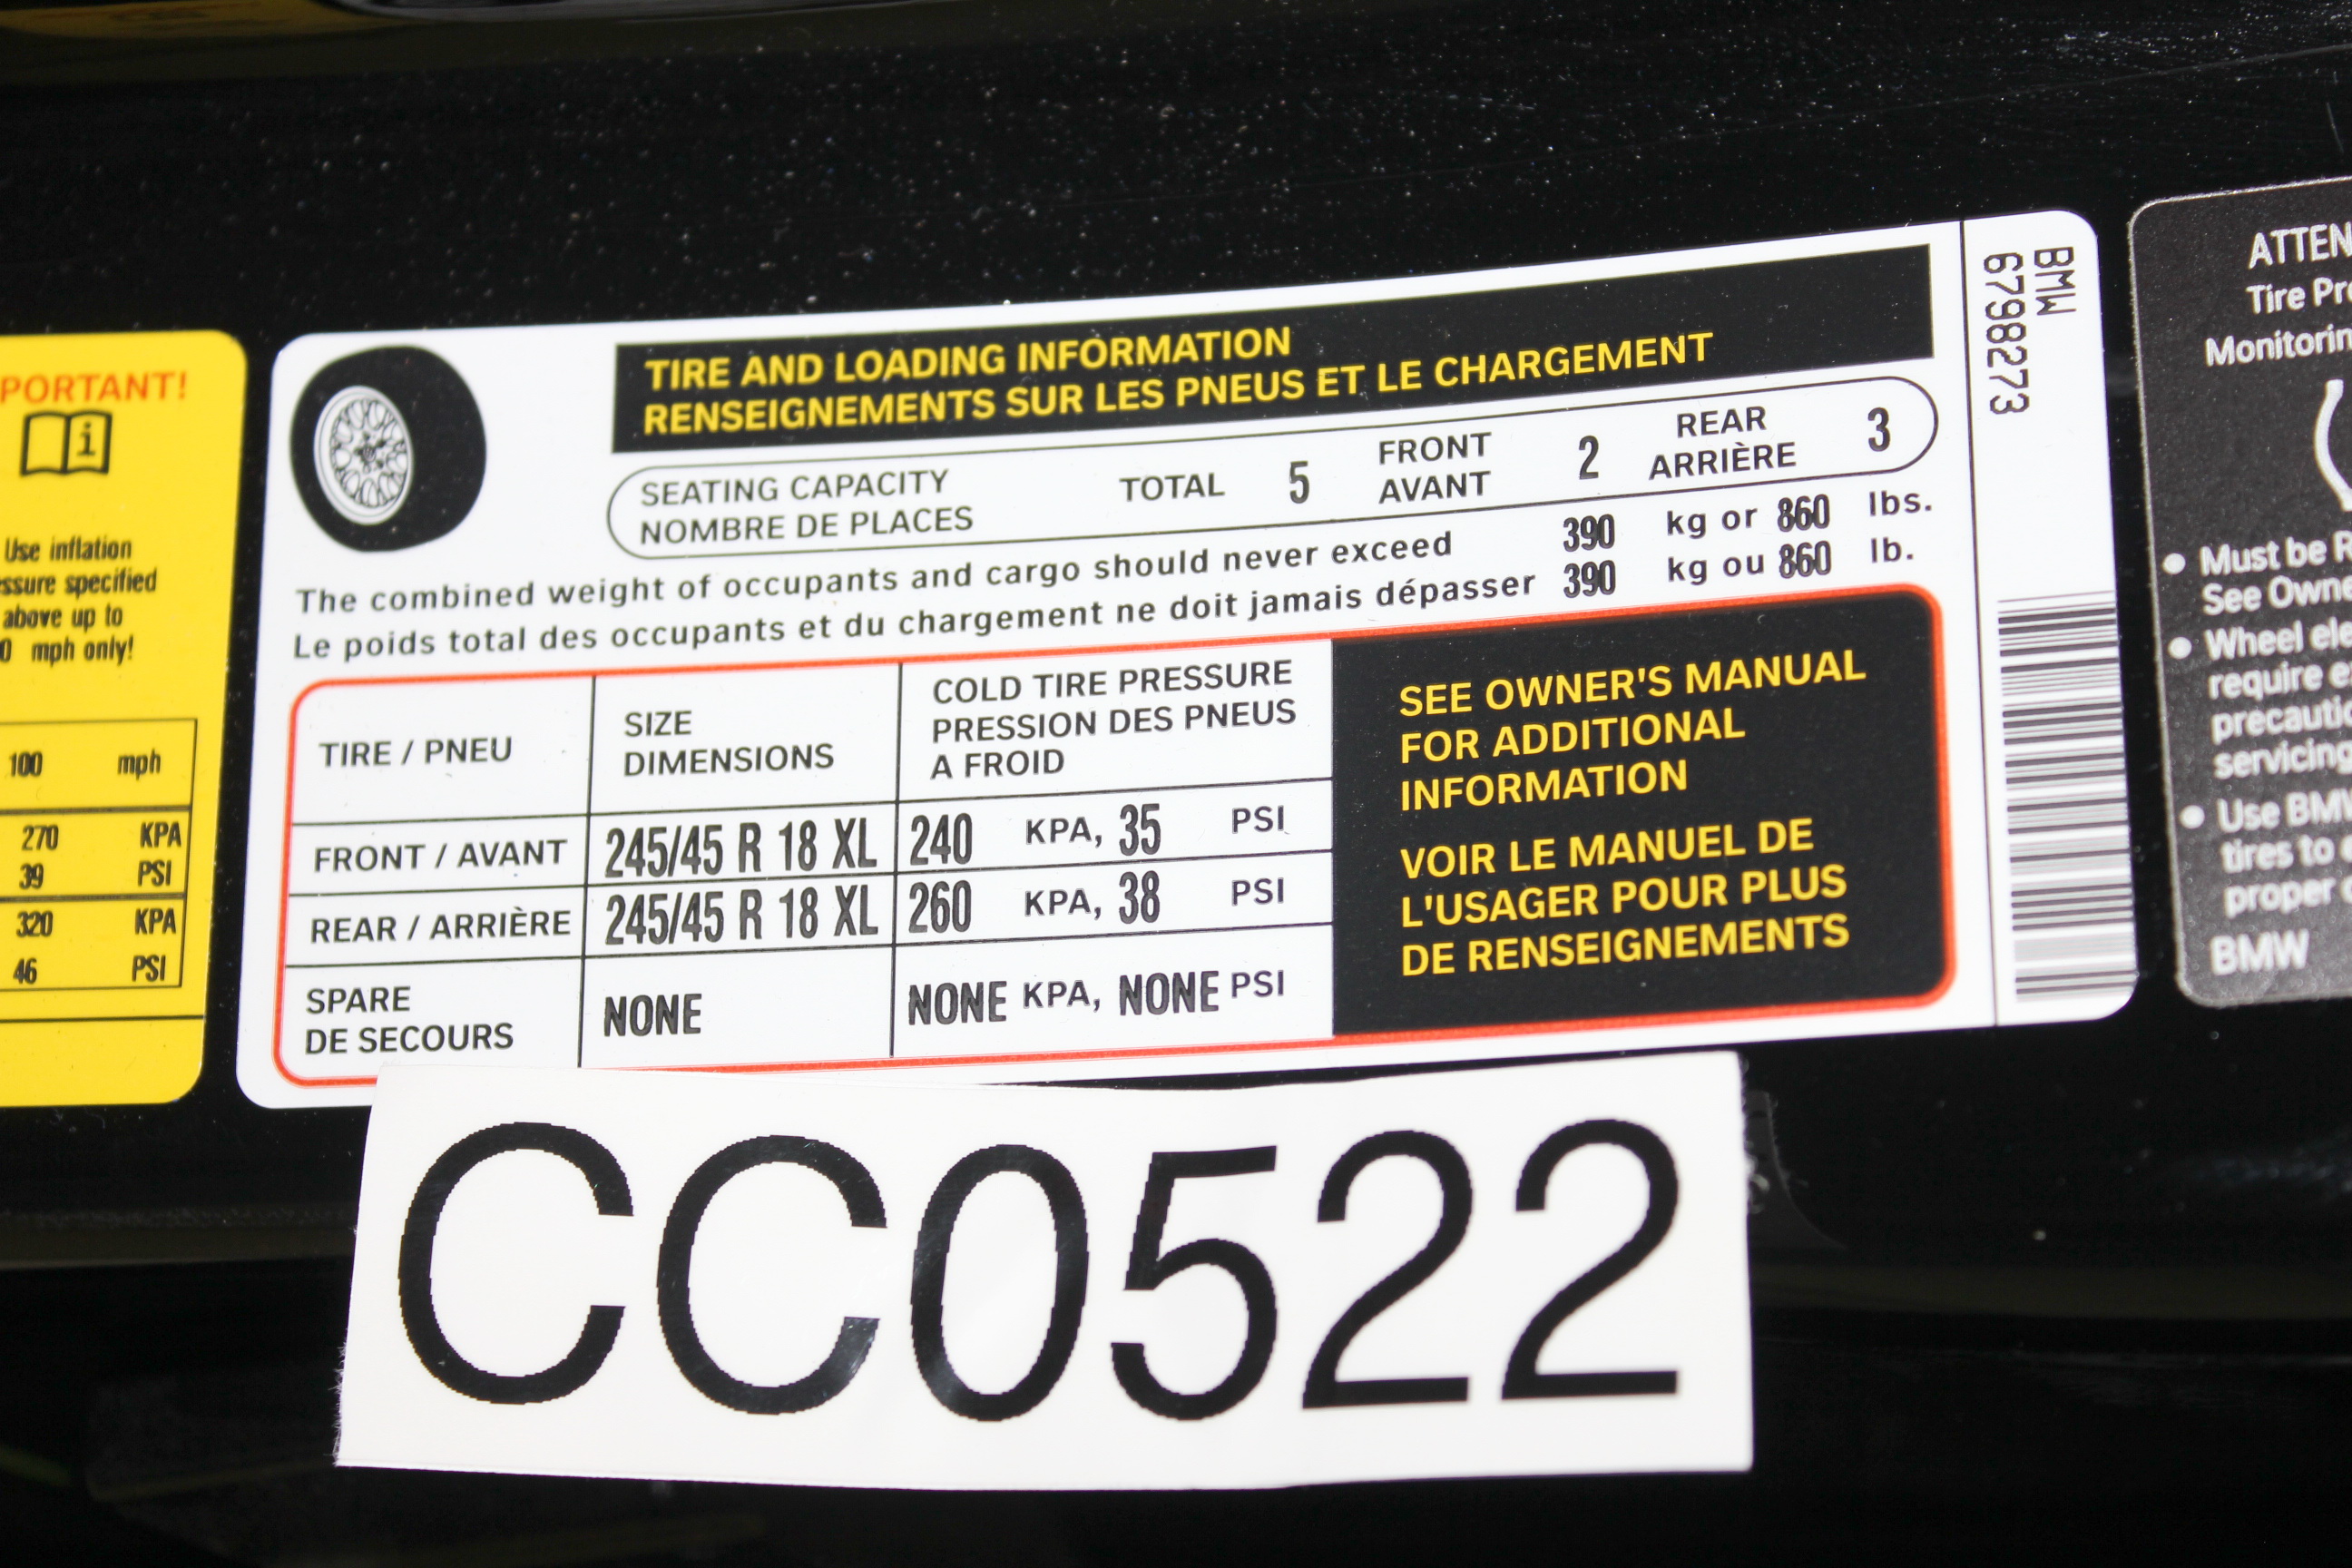 PORTANT!
Use inflation
ssure specified
above up to
0 mph only!
100 mph
270 KPA
39 PSI
320 KPA
46 PSI
TIRE AND LOADING INFORMATION
RENSEIGNEMENTS SUR LES PNEUS ET LE CHARGEMENT
SEATING CAPACITY
NOMBRE DE PLACES
TOTAL 5
FRONT
AVANT
2
REAR
ARRIÈRE
3
The combined weight of occupants and cargo should never exceed 390 kg or 860 lbs.
Le poids total des occupants et du chargement ne doit jamais dépasser 390 kg ou 860 lb.
TIRE / PNEU
SIZE
DIMENSIONS
COLD TIRE PRESSURE
PRESSION DES PNEUS
A FROID
FRONT / AVANT 245/45 R 18 XL 240 KPA, 35 PSI
REAR / ARRIÈRE 245/45 R 18 XL 260 KPA, 38 PSI
SPARE
DE SECOURS
NONE NONE KPA, NONE PSI
SEE OWNER'S MANUAL
FOR ADDITIONAL
INFORMATION
VOIR LE MANUEL DE
L'USAGER POUR PLUS
DE RENSEIGNEMENTS
BMW
6798273
ATTEN
Tire Pre
Monitorin
• Must be R
See Owne
• Wheel ele
require e
precauti
servicing
• Use BMW
tires to e
proper
BMW
CC0522